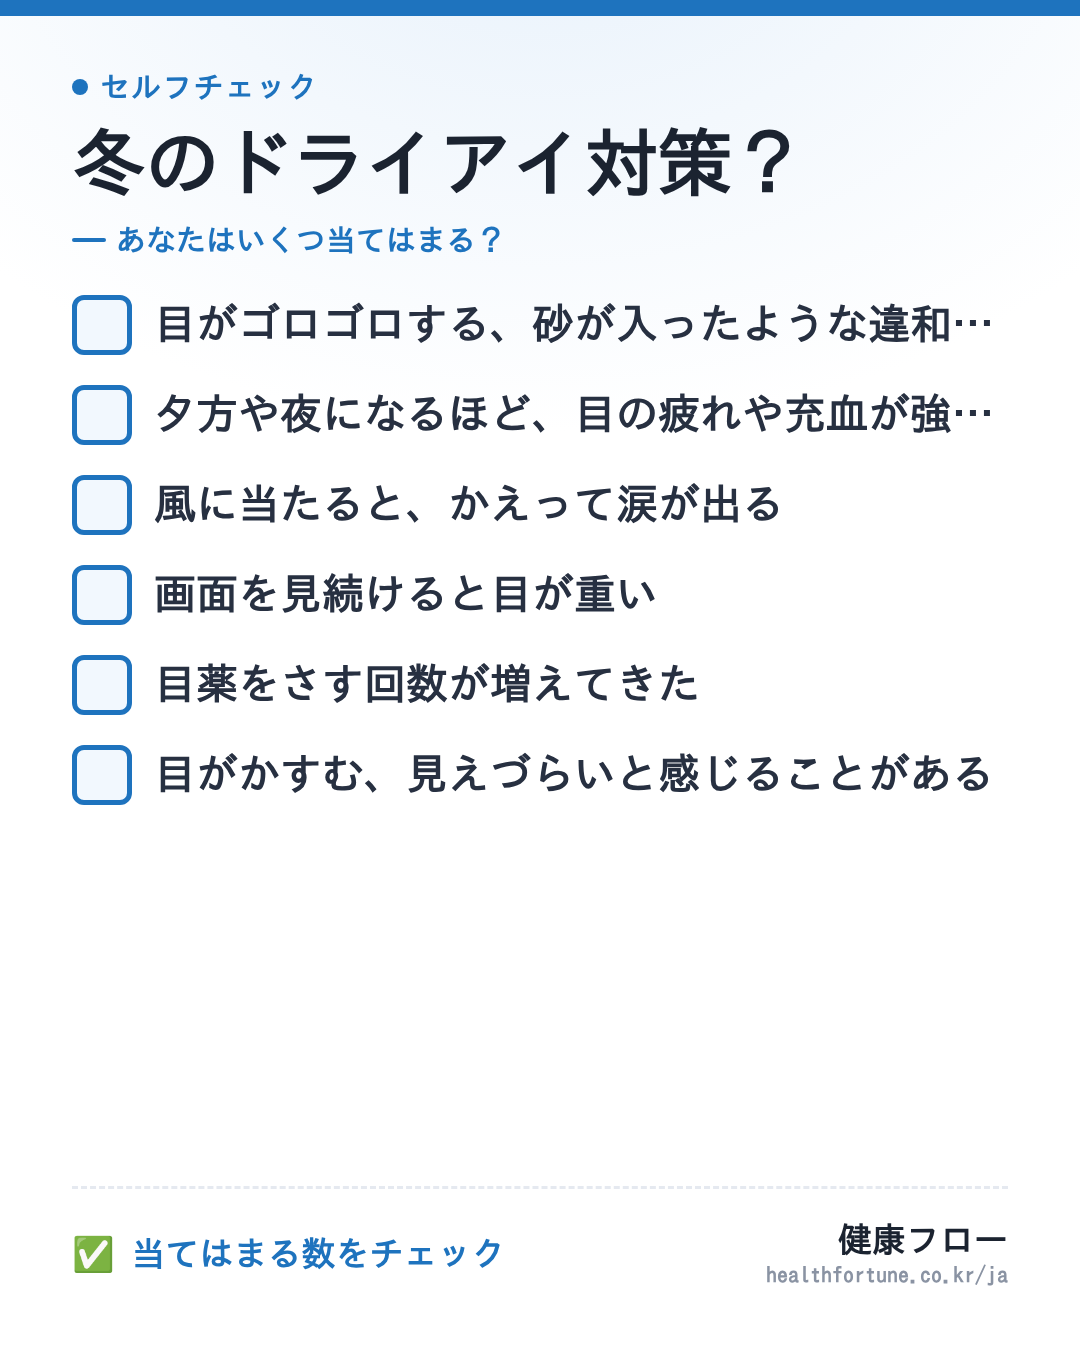 セルフチェック
冬のドライアイ対策？
— あなたはいくつ当てはまる？
目がゴロゴロする、砂が入ったような違和…
夕方や夜になるほど、目の疲れや充血が強…
風に当たると、かえって涙が出る
画面を見続けると目が重い
目薬をさす回数が増えてきた
目がかすむ、見えづらいと感じることがある
✅ 当てはまる数をチェック
健康フロー
healthfortune.co.kr/ja